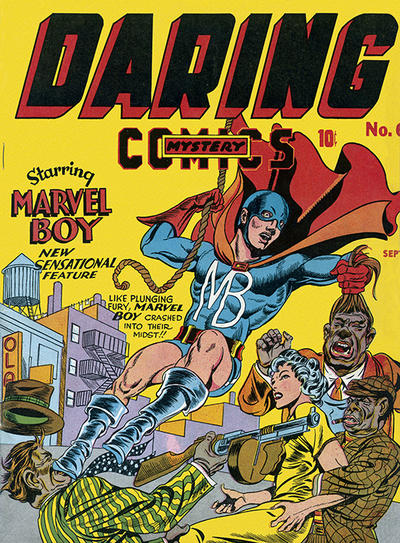 DARING
MYSTERY
COMICS
10¢
No. 6
SEPT
Starring
MARVEL
BOY
NEW
SENSATIONAL
FEATURE
LIKE PLUNGING
FURY, MARVEL
BOY CRASHED
INTO THEIR
MIDST!!
MB